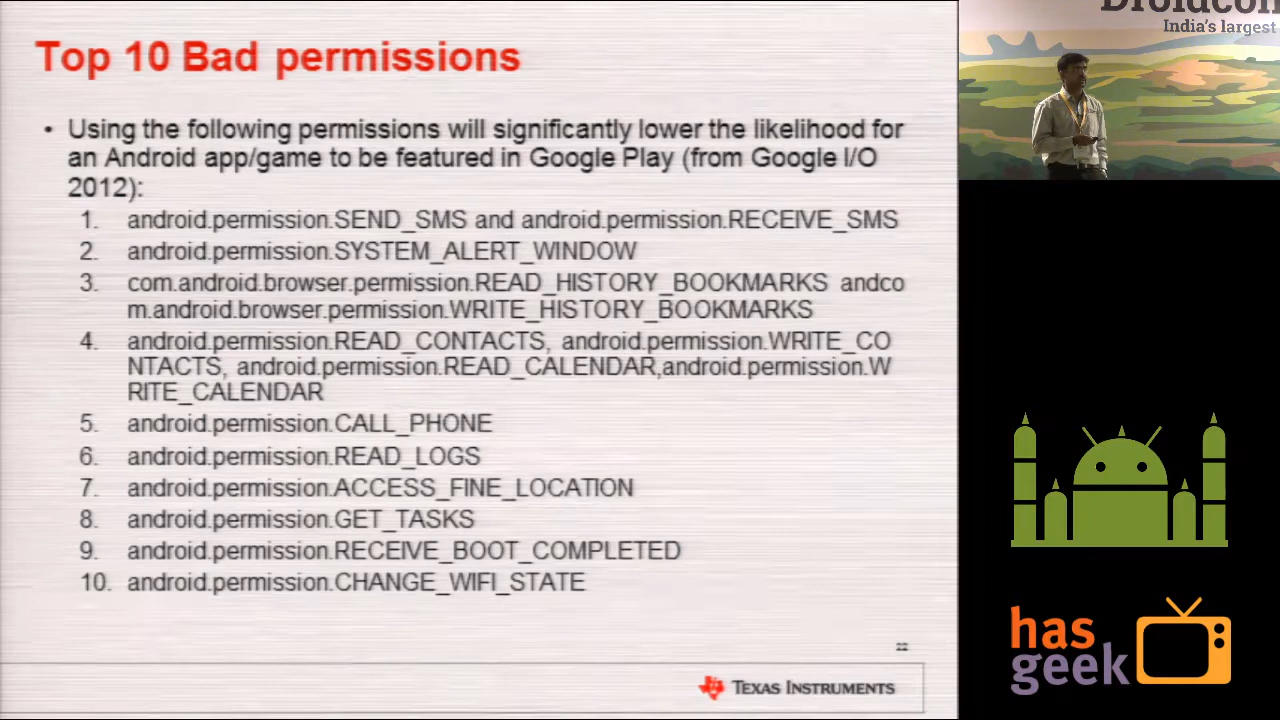 Top 10 Bad permissions
• Using the following permissions will significantly lower the likelihood for
an Android app/game to be featured in Google Play (from Google I/O
2012):
1. android.permission.SEND_SMS and android.permission.RECEIVE_SMS
2. android.permission.SYSTEM_ALERT_WINDOW
3. com.android.browser.permission.READ_HISTORY_BOOKMARKS andco
m.android.browser.permission.WRITE_HISTORY_BOOKMARKS
4. android.permission.READ_CONTACTS, android.permission.WRITE_CO
NTACTS, android.permission.READ_CALENDAR,android.permission.W
RITE_CALENDAR
5. android.permission.CALL_PHONE
6. android.permission.READ_LOGS
7. android.permission.ACCESS_FINE_LOCATION
8. android.permission.GET_TASKS
9. android.permission.RECEIVE_BOOT_COMPLETED
10. android.permission.CHANGE_WIFI_STATE
TEXAS INSTRUMENTS
Droidcon
India's largest
has
geek